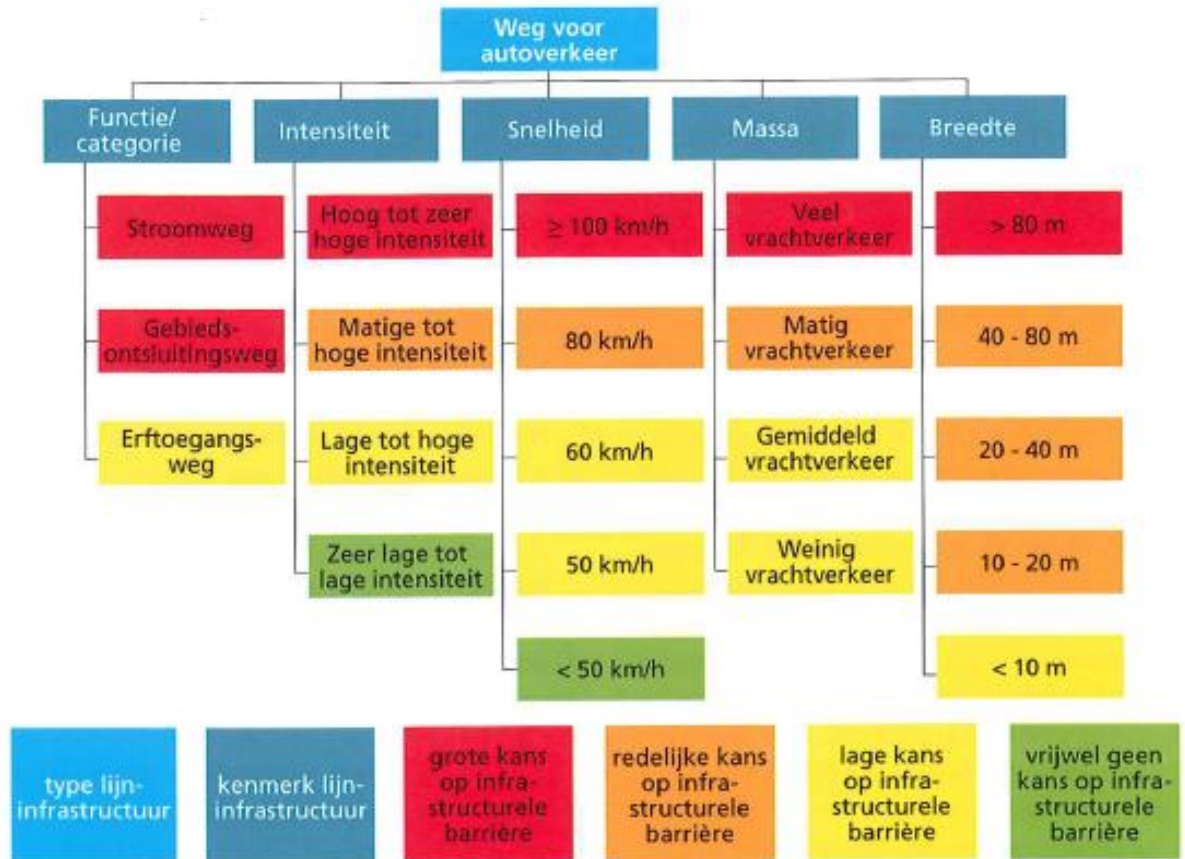 Weg voor
autoverkeer
Functie/
categorie
Intensiteit
Snelheid
Massa
Breedte
Stroomweg
Hoog tot zeer
hoge intensiteit
≥ 100 km/h
Veel
vrachtverkeer
> 80 m
Gebieds-
ontsluitingsweg
Matige tot
hoge intensiteit
80 km/h
Matig
vrachtverkeer
40 - 80 m
Erftoegangs-
weg
Lage tot hoge
intensiteit
60 km/h
Gemiddeld
vrachtverkeer
20 - 40 m
Zeer lage tot
lage intensiteit
50 km/h
Weinig
vrachtverkeer
10 - 20 m
< 50 km/h
< 10 m
type lijn-
infrastructuur
kenmerk lijn-
infrastructuur
grote kans
op infra-
structurele
barrière
redelijke kans
op infra-
structurele
barrière
lage kans
op infra-
structurele
barrière
vrijwel geen
kans op infra-
structurele
barrière